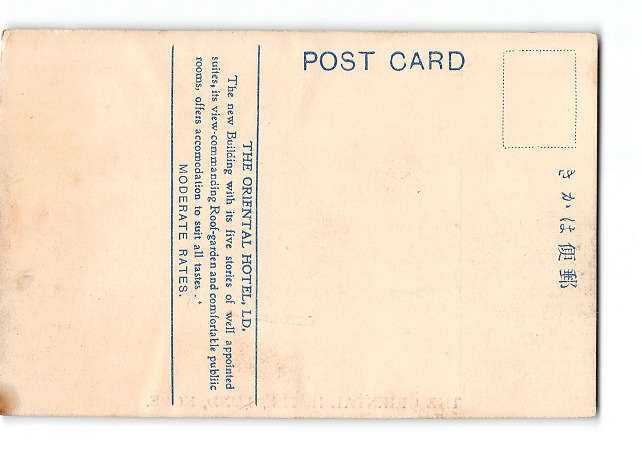 POST CARD
郵便はかき
THE ORIENTAL HOTEL, LD,
The new Building with its five stories of well appointed
suites, its view-commanding Roof-garden and comfortable publiic
rooms, offers accomodation to suit all tastes.
MODERATE RATES.